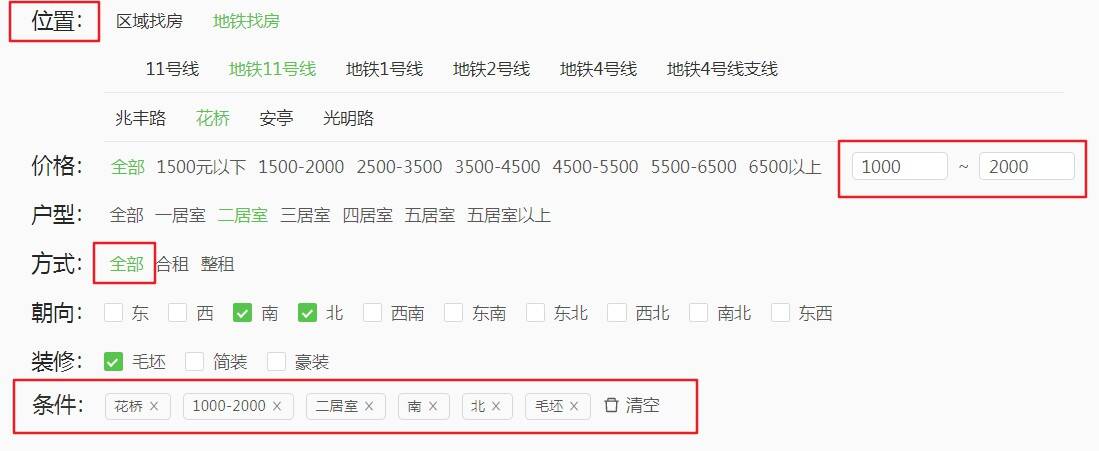 位置： 区域找房 地铁找房
11号线 地铁11号线 地铁1号线 地铁2号线 地铁4号线 地铁4号线支线
兆丰路 花桥 安亭 光明路
价格： 全部 1500元以下 1500-2000 2500-3500 3500-4500 4500-5500 5500-6500 6500以上 1000 ~ 2000
户型： 全部 一居室 二居室 三居室 四居室 五居室 五居室以上
方式： 全部 合租 整租
朝向： 东 西 南 北 西南 东南 东北 西北 南北 东西
装修： 毛坯 简装 豪装
条件： 花桥 × 1000-2000 × 二居室 × 南 × 北 × 毛坯 × 清空